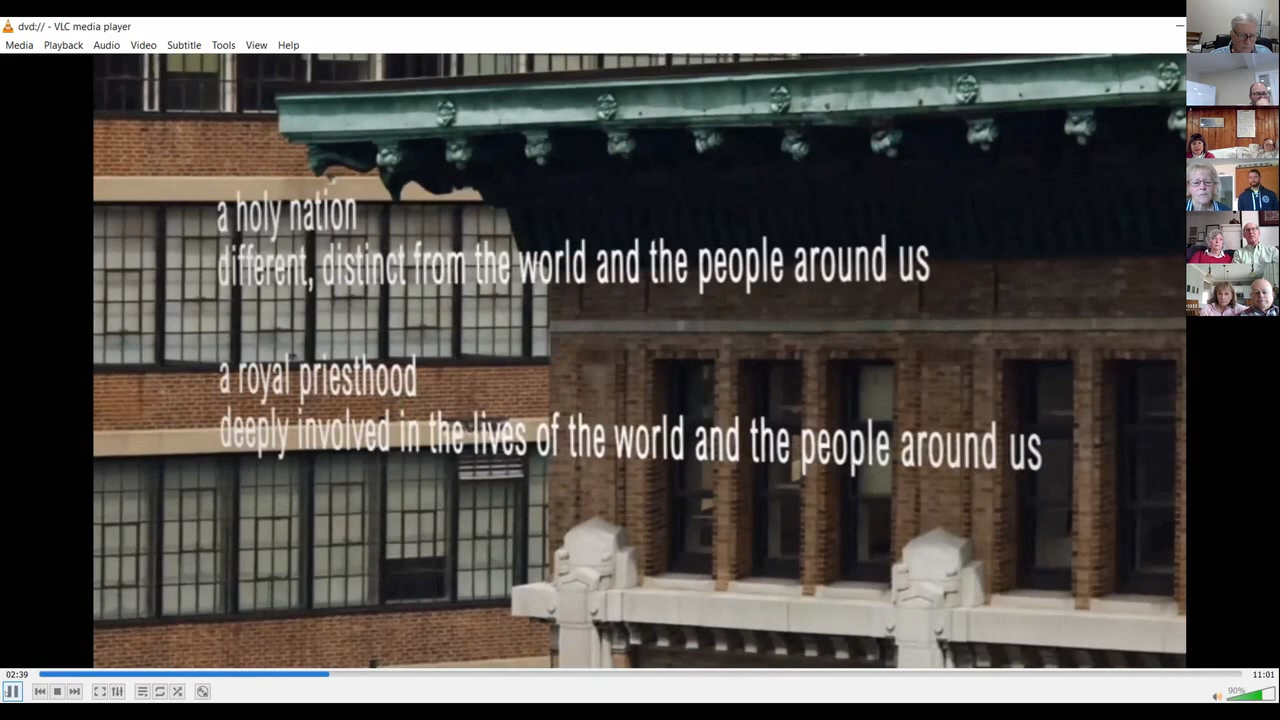 dvd:// - VLC media player
Media Playback Audio Video Subtitle Tools View Help
a holy nation
different, distinct from the world and the people around us
a royal priesthood
deeply involved in the lives of the world and the people around us
02:39
11:01
90%